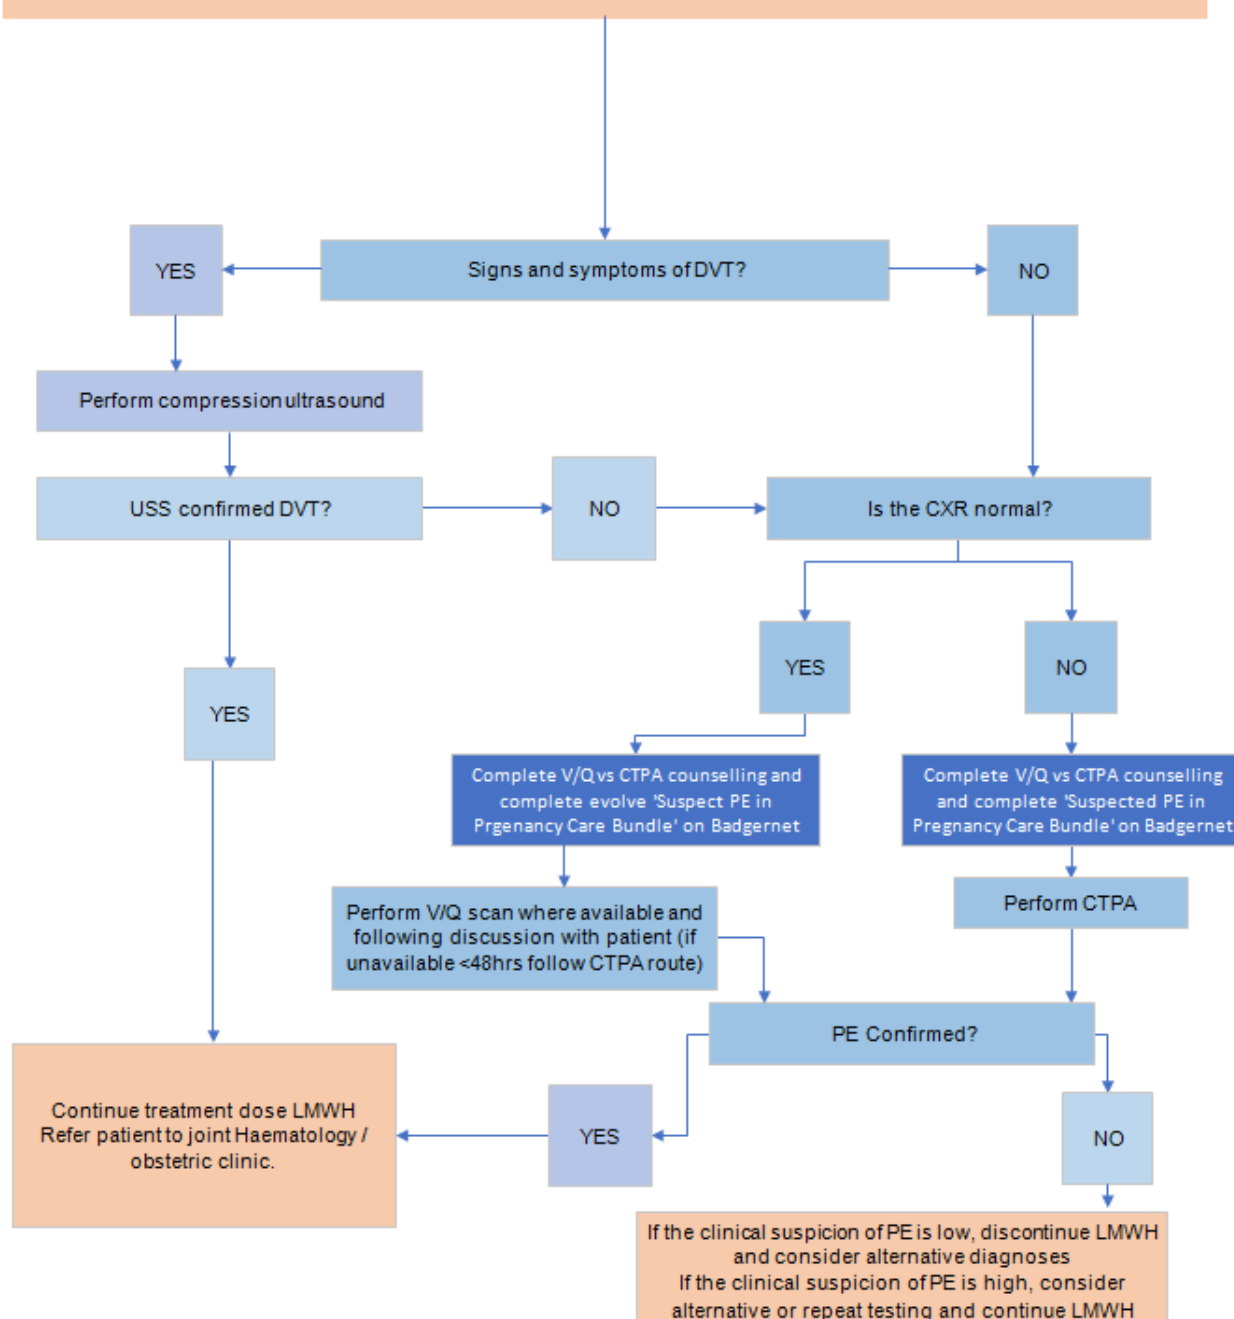 Signs and symptoms of DVT?
YES
NO
Perform compression ultrasound
USS confirmed DVT?
NO
Is the CXR normal?
YES
YES
NO
Complete V/Q vs CTPA counselling and
complete evolve 'Suspect PE in
Prgenancy Care Bundle' on Badgernet
Complete V/Q vs CTPA counselling
and complete 'Suspected PE in
Pregnancy Care Bundle' on Badgernet
Perform V/Q scan where available and
following discussion with patient (if
unavailable <48hrs follow CTPA route)
Perform CTPA
PE Confirmed?
Continue treatment dose LMWH
Refer patient to joint Haematology /
obstetric clinic.
YES
NO
If the clinical suspicion of PE is low, discontinue LMWH
and consider alternative diagnoses
If the clinical suspicion of PE is high, consider
alternative or repeat testing and continue LMWH